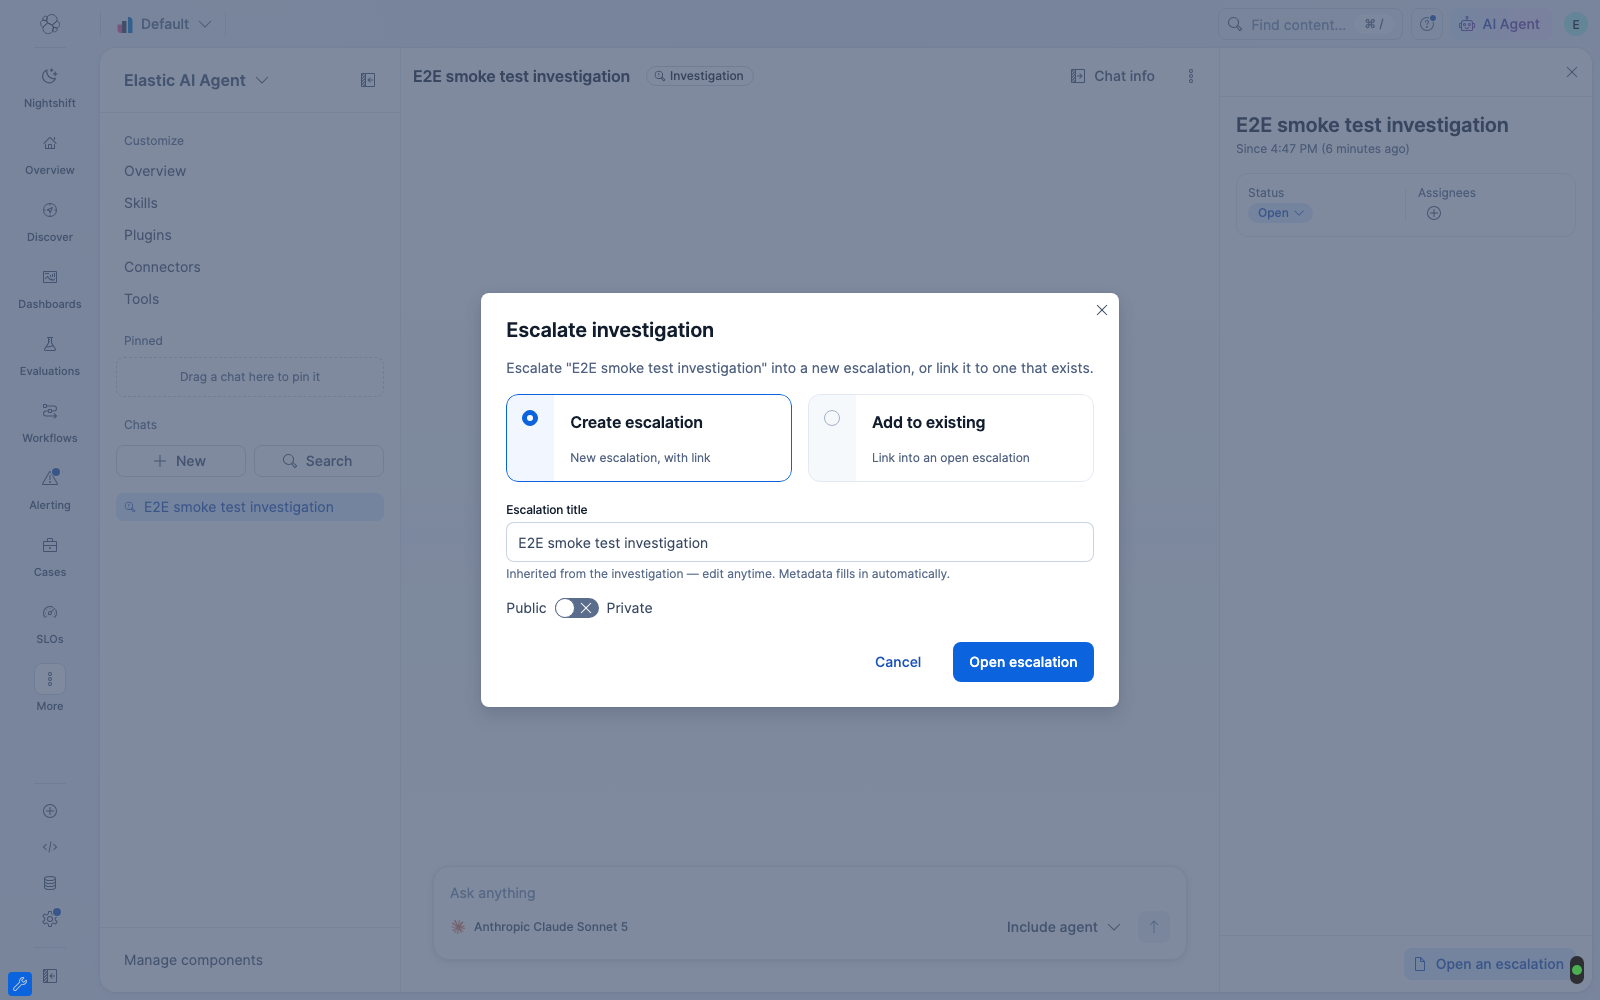 Default
Find content...
⌘ /
AI Agent
E
Nightshift
Overview
Discover
Dashboards
Evaluations
Workflows
Alerting
Cases
SLOs
More
Elastic AI Agent
Customize
Overview
Skills
Plugins
Connectors
Tools
Pinned
Drag a chat here to pin it
Chats
New
Search
E2E smoke test investigation
Manage components
E2E smoke test investigation
Investigation
Chat info
Escalate investigation
Escalate "E2E smoke test investigation" into a new escalation, or link it to one that exists.
Create escalation
New escalation, with link
Add to existing
Link into an open escalation
Escalation title
E2E smoke test investigation
Inherited from the investigation — edit anytime. Metadata fills in automatically.
Public
Private
Cancel
Open escalation
Ask anything
Anthropic Claude Sonnet 5
Include agent
E2E smoke test investigation
Since 4:47 PM (6 minutes ago)
Status
Assignees
Open
Open an escalation